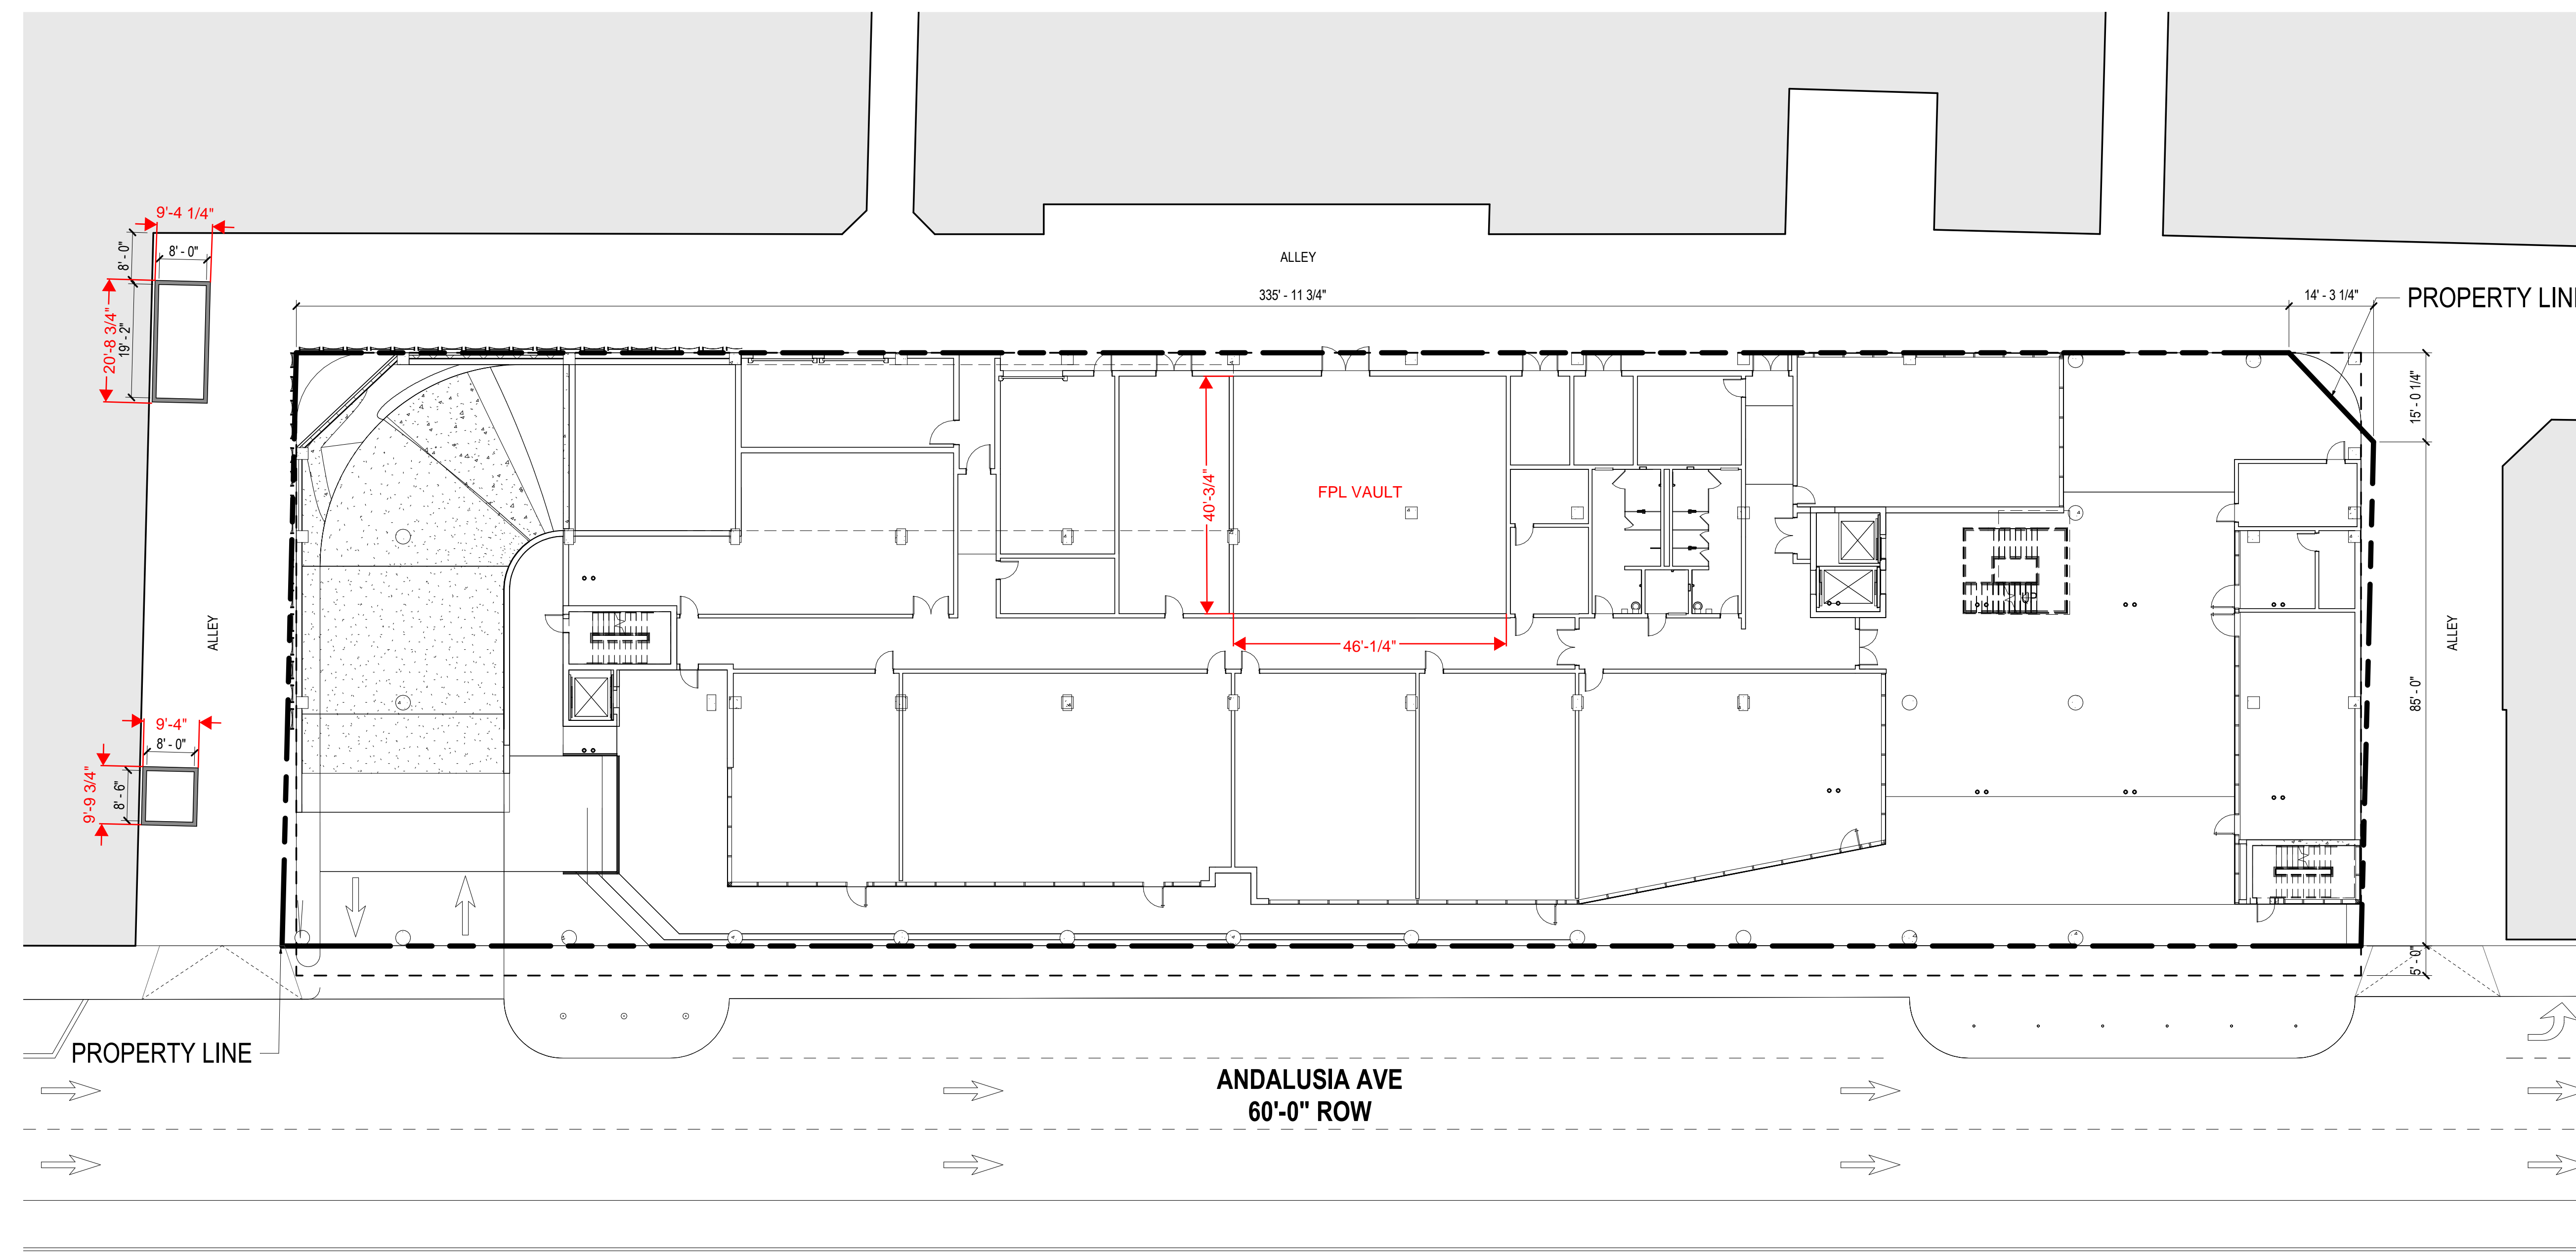 9'-4 1/4"
8' - 0"
8' - 0"
20'-8 3/4"
19' - 2"
ALLEY
335' - 11 3/4"
14' - 3 1/4"
PROPERTY LIN
15' - 0 1/4"
40'-3/4"
FPL VAULT
46'-1/4"
ALLEY
ALLEY
85' - 0"
9'-4"
8' - 0"
9'-9 3/4"
8' - 6"
5' - 0"
PROPERTY LINE
ANDALUSIA AVE
60'-0" ROW